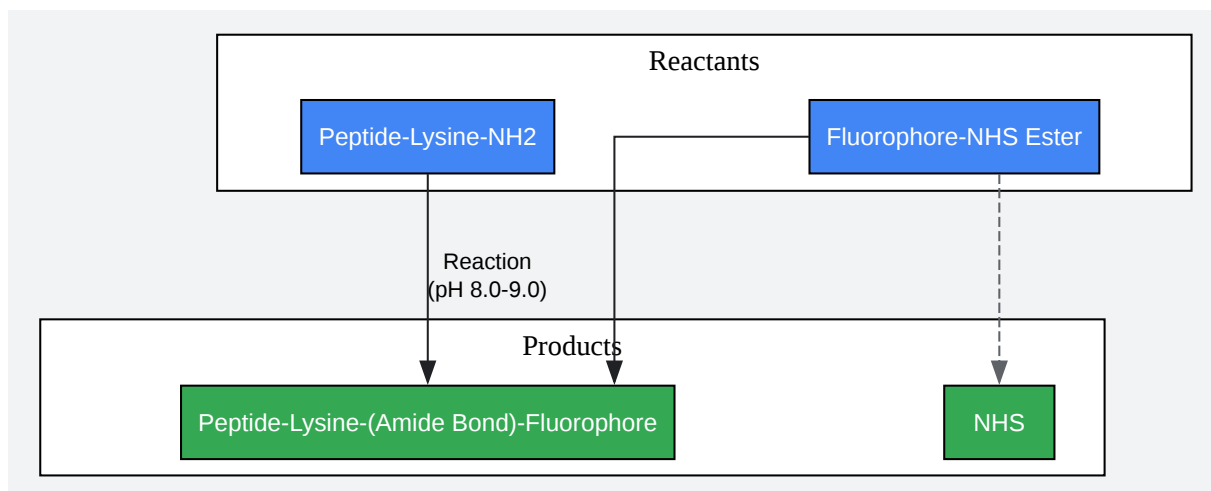 Reactants
Peptide-Lysine-NH2
Fluorophore-NHS Ester
Reaction
(pH 8.0-9.0)
Products
Peptide-Lysine-(Amide Bond)-Fluorophore
NHS